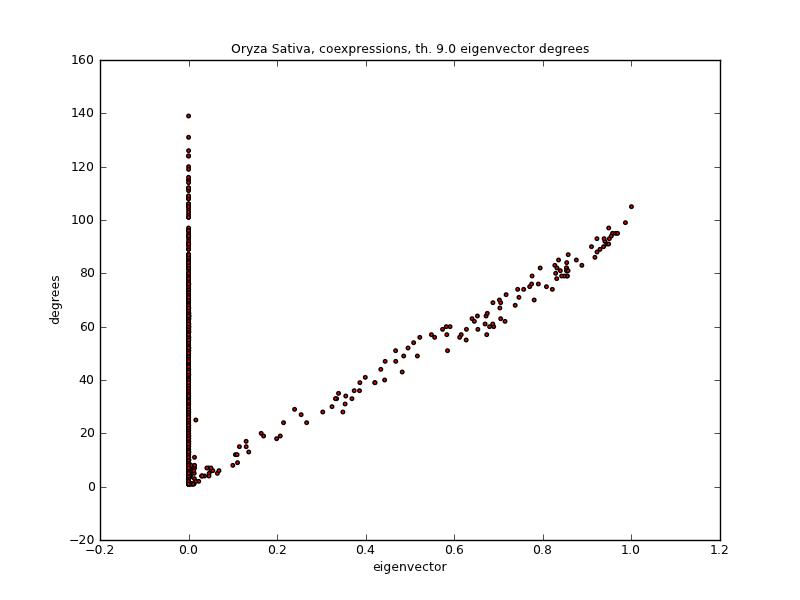 Oryza Sativa, coexpressions, th. 9.0 eigenvector degrees
160
140
120
100
80
60
40
20
0
−20
degrees
−0.2 0.0 0.2 0.4 0.6 0.8 1.0 1.2
eigenvector